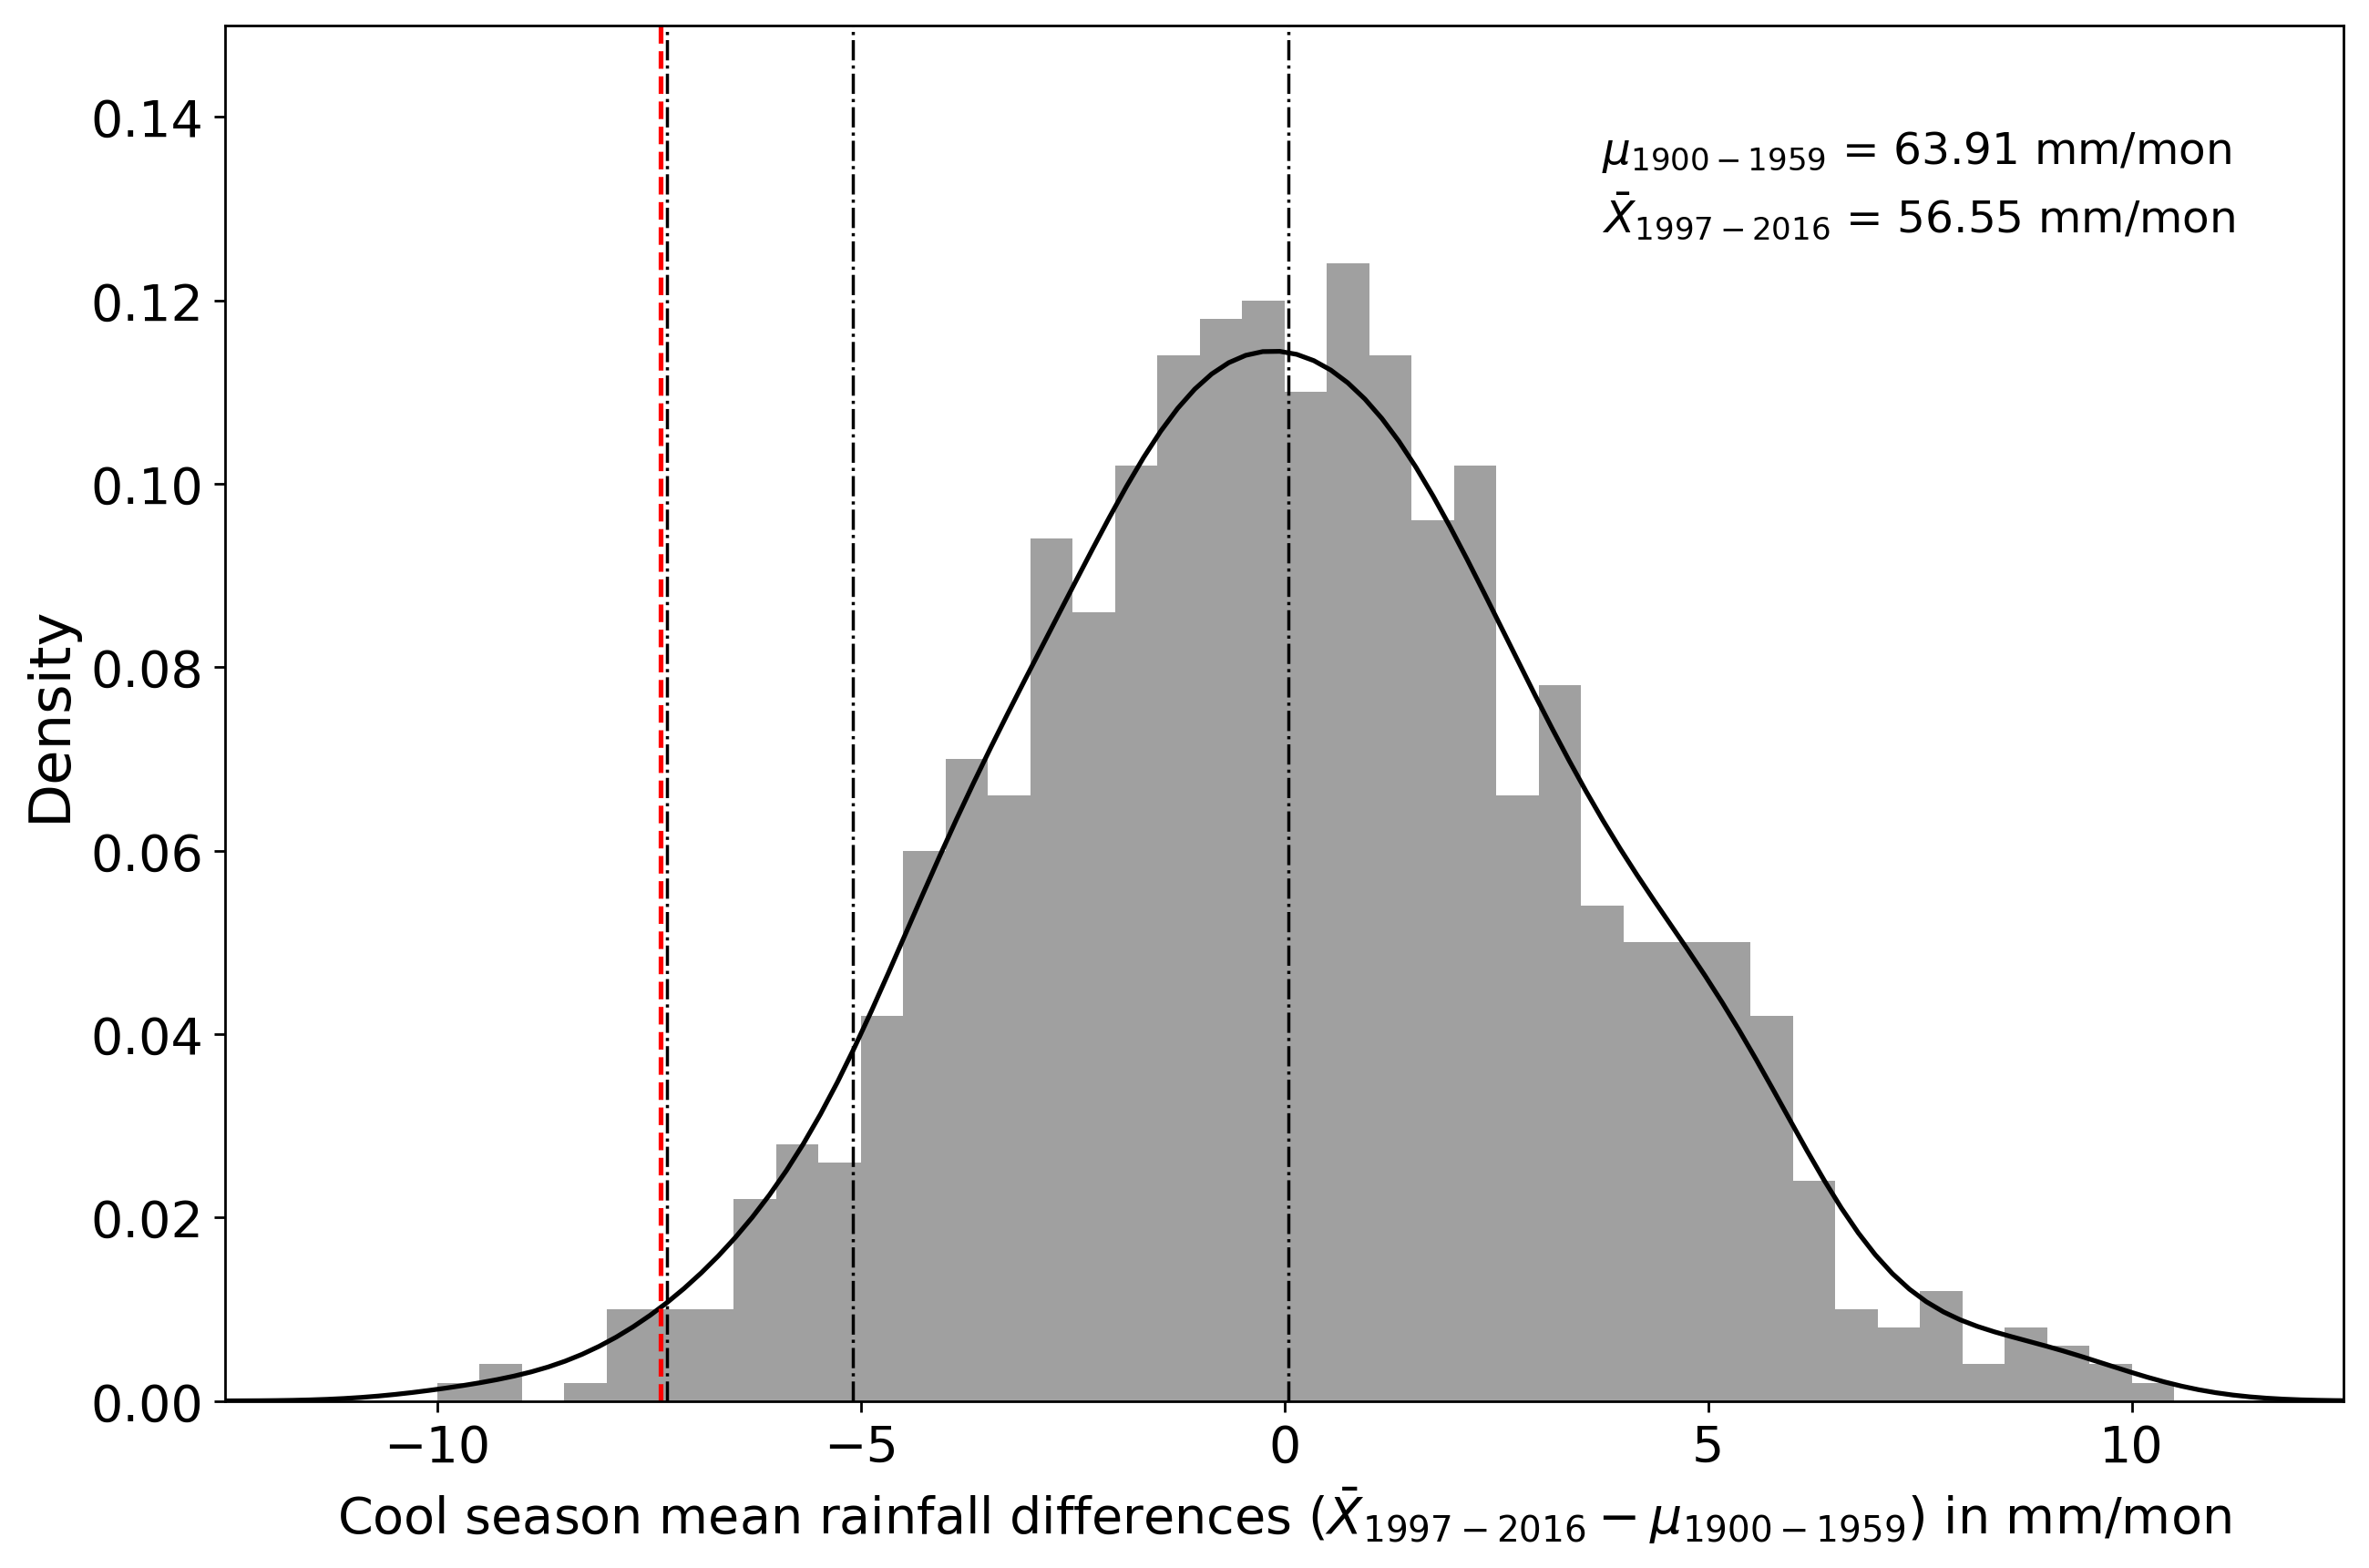 0.14
0.12
0.10
0.08
0.06
0.04
0.02
0.00
Density
μ1900 − 1959 = 63.91 mm/mon
x̄1997 − 2016 = 56.55 mm/mon
−10 −5 0 5 10
Cool season mean rainfall differences (x̄1997 − 2016 − μ1900 − 1959) in mm/mon